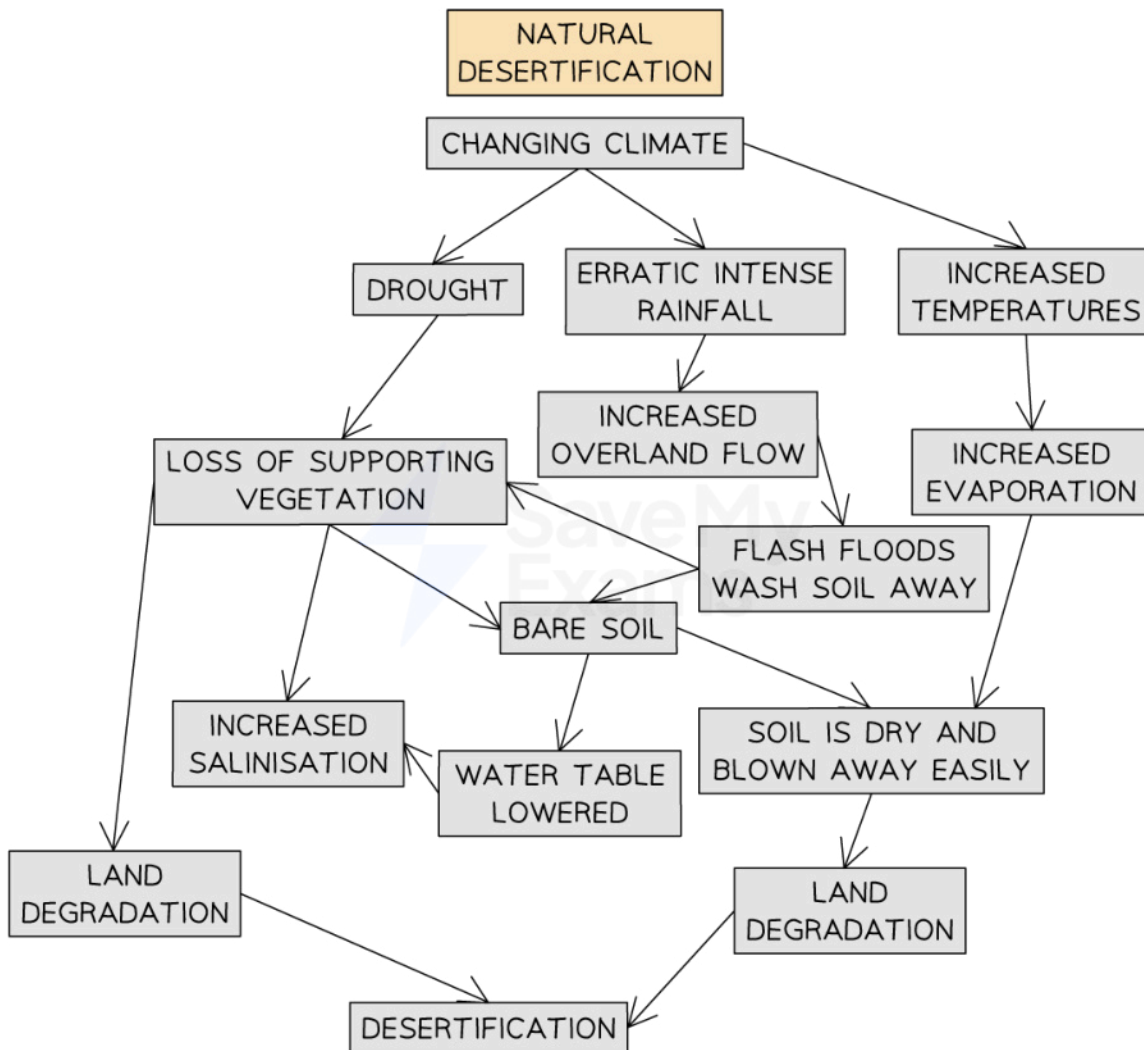 NATURAL
DESERTIFICATION
CHANGING CLIMATE
DROUGHT
ERRATIC INTENSE
RAINFALL
INCREASED
TEMPERATURES
INCREASED
OVERLAND FLOW
LOSS OF SUPPORTING
VEGETATION
INCREASED
EVAPORATION
SaveMy
Exams
FLASH FLOODS
WASH SOIL AWAY
BARE SOIL
INCREASED
SALINISATION
WATER TABLE
LOWERED
SOIL IS DRY AND
BLOWN AWAY EASILY
LAND
DEGRADATION
LAND
DEGRADATION
DESERTIFICATION